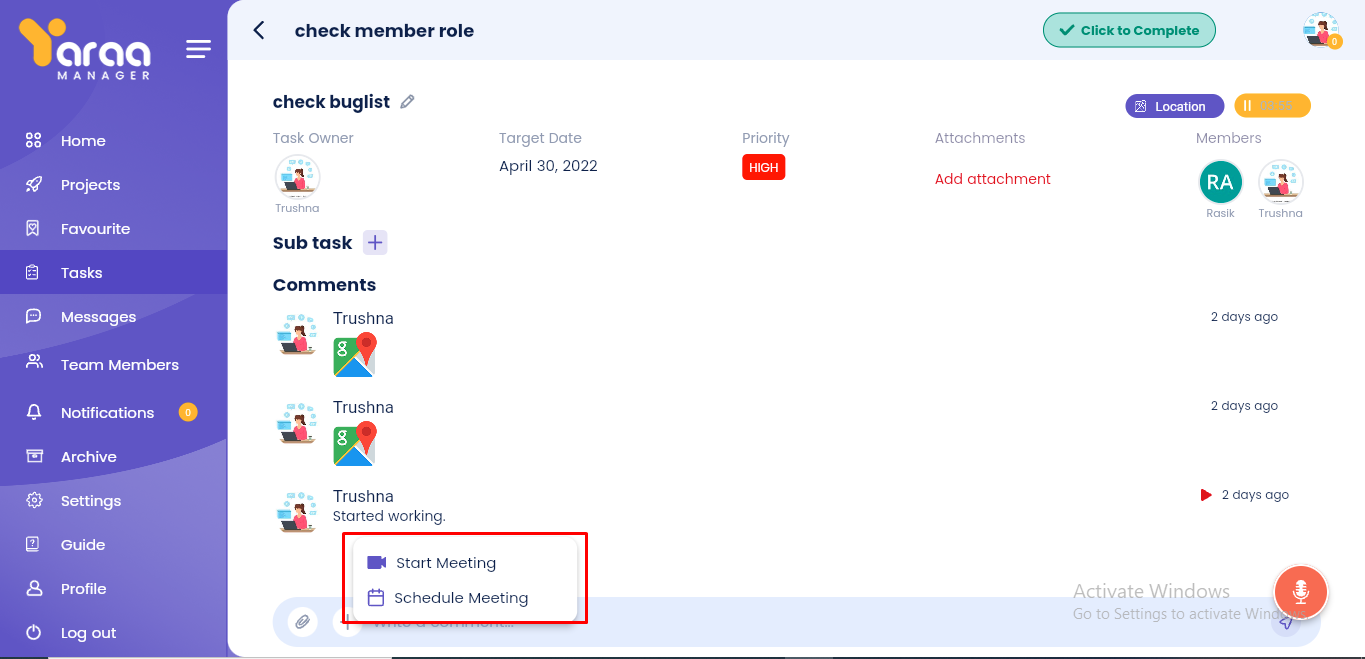 Yaraa
MANAGER
check member role
Click to Complete
0
Home
Projects
Favourite
Tasks
Messages
Team Members
Notifications 0
Archive
Settings
Guide
Profile
Log out
check buglist
Location
Task Owner
Trushna
Target Date
April 30, 2022
Priority
HIGH
Attachments
Add attachment
Members
RA
Rasik
Trushna
Sub task
Comments
Trushna
2 days ago
Trushna
2 days ago
Trushna
2 days ago
Started working.
Start Meeting
Schedule Meeting
Write a comment...
Activate Windows
Go to Settings to activate Windows.